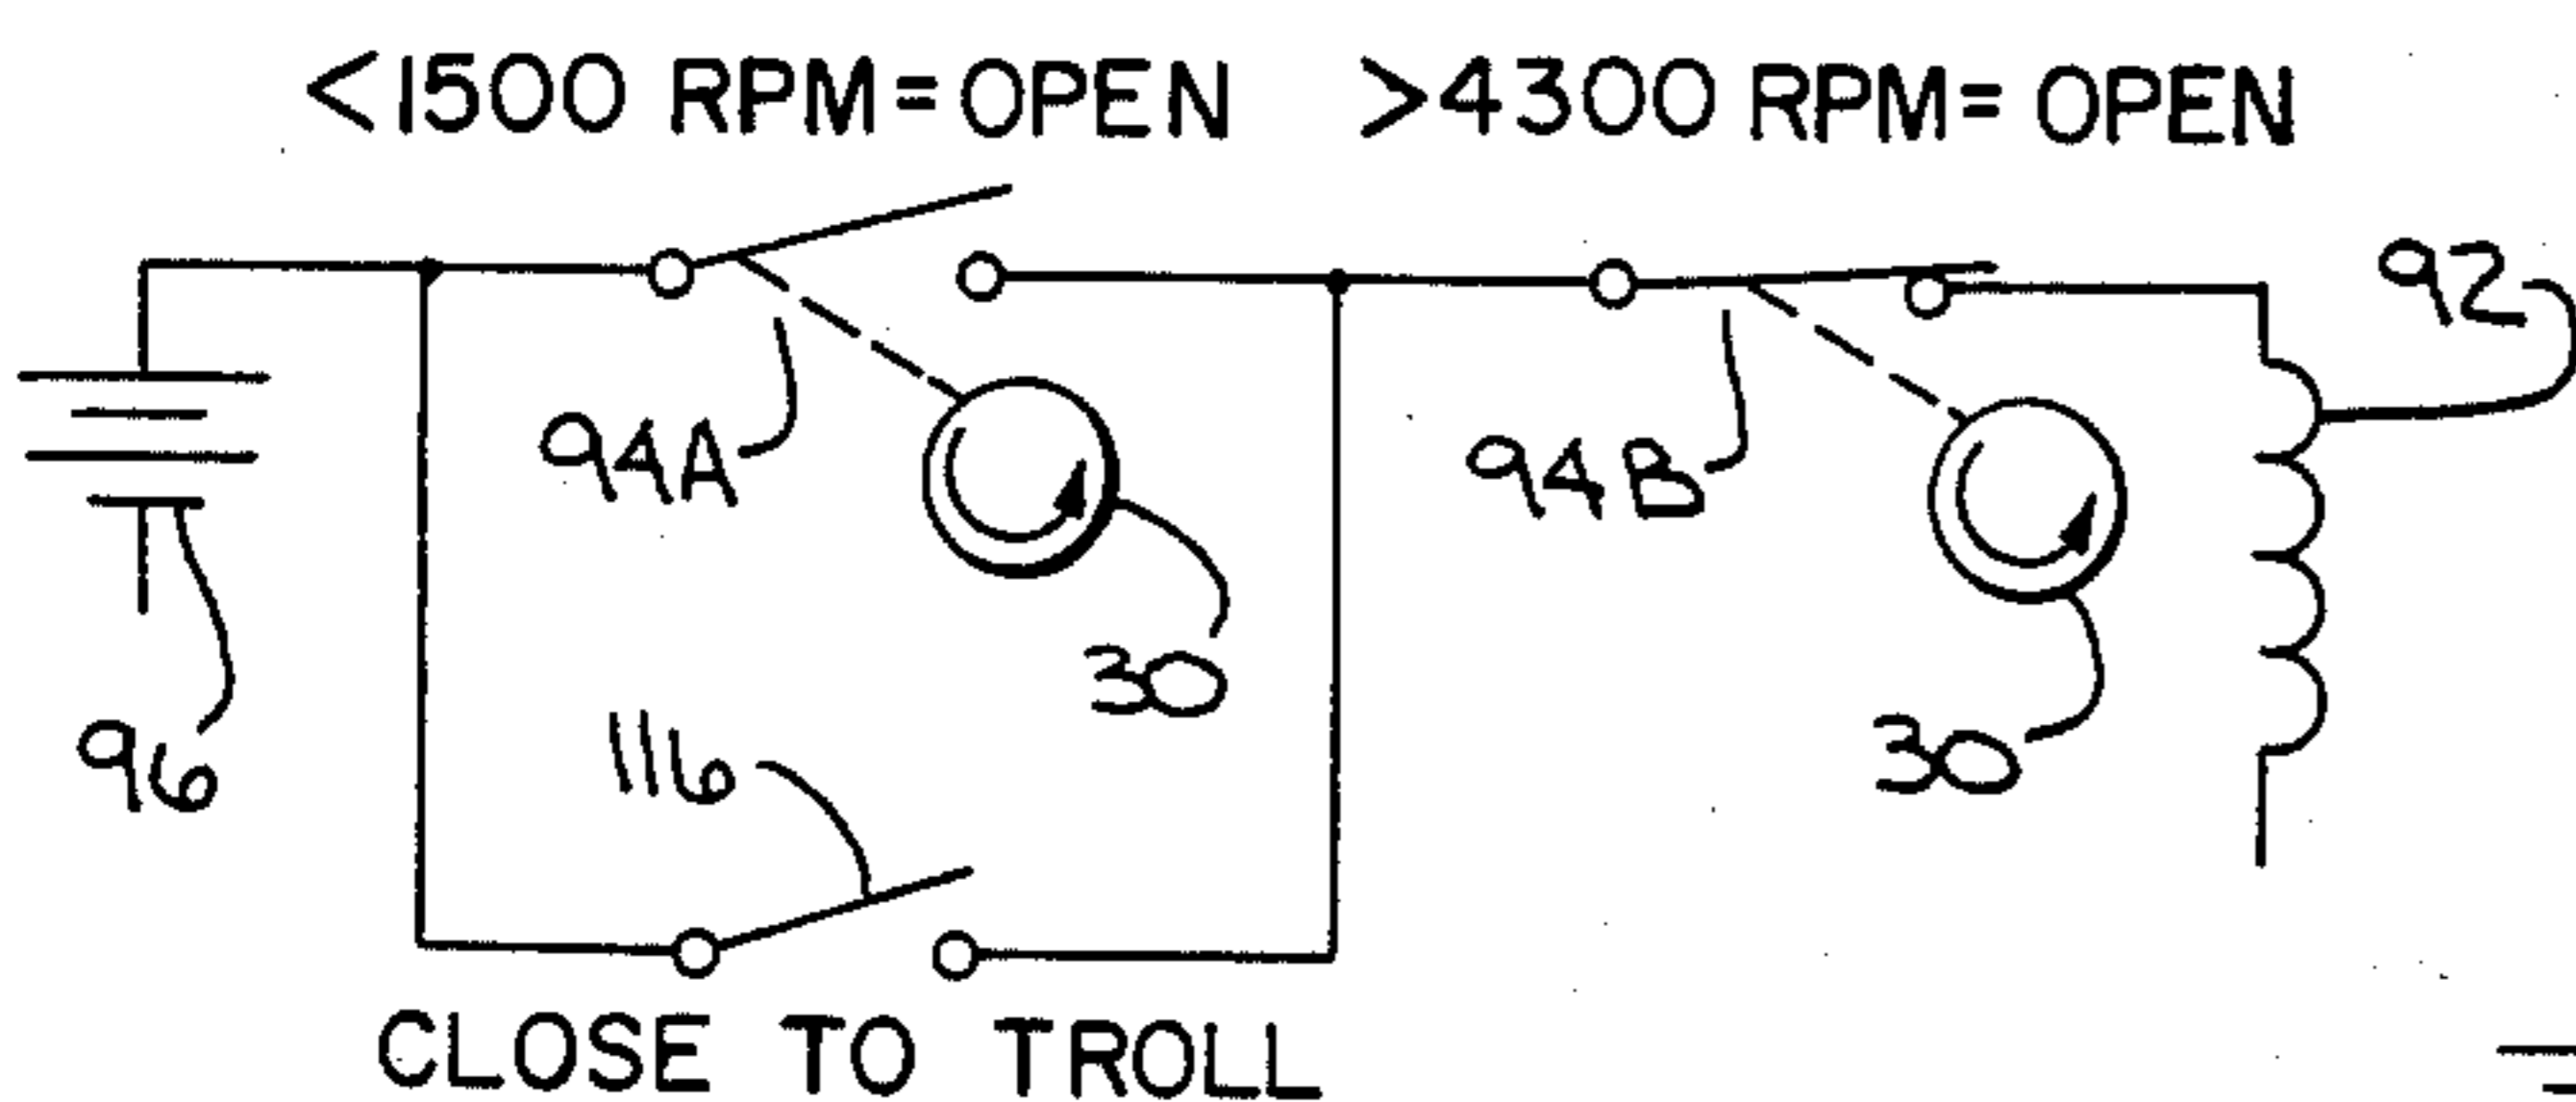 <1500 RPM = OPEN >4300 RPM = OPEN
92
94A
94B
30
96
116
30
CLOSE TO TROLL